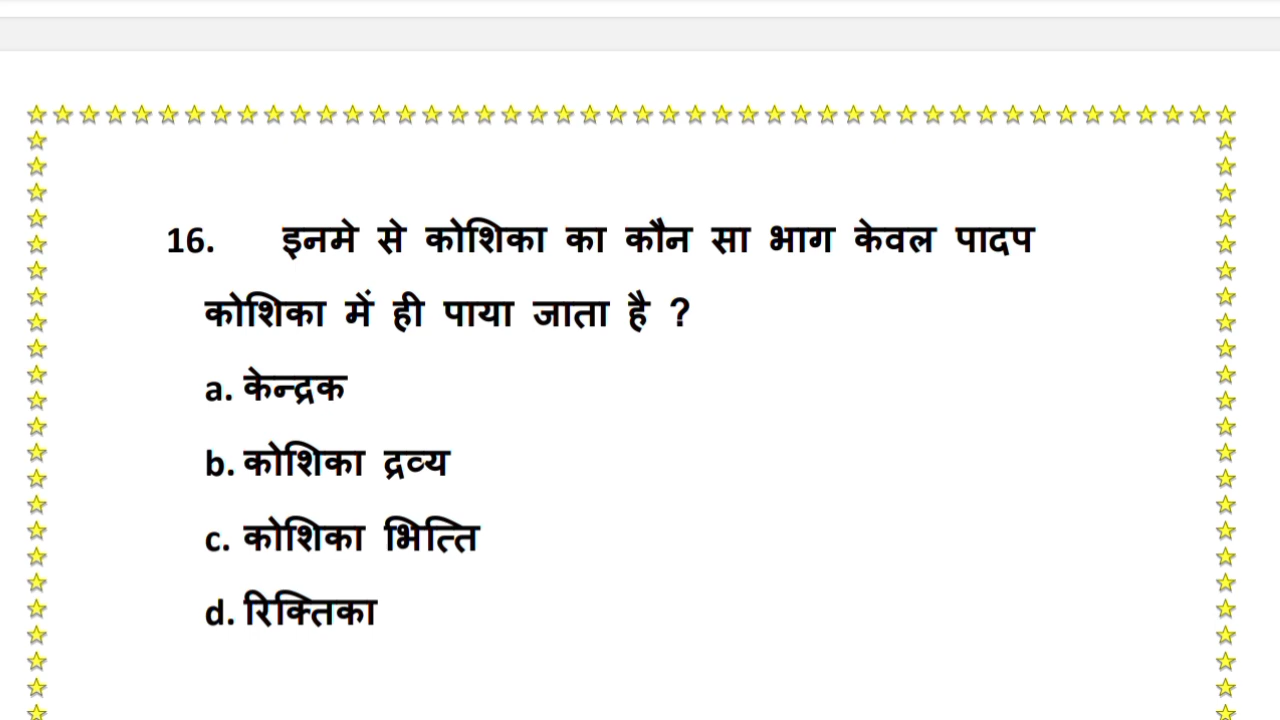 16. इनमे से कोशिका का कौन सा भाग केवल पादप
कोशिका में ही पाया जाता है ?
a. केन्द्रक
b. कोशिका द्रव्य
c. कोशिका भित्ति
d. रिक्तिका